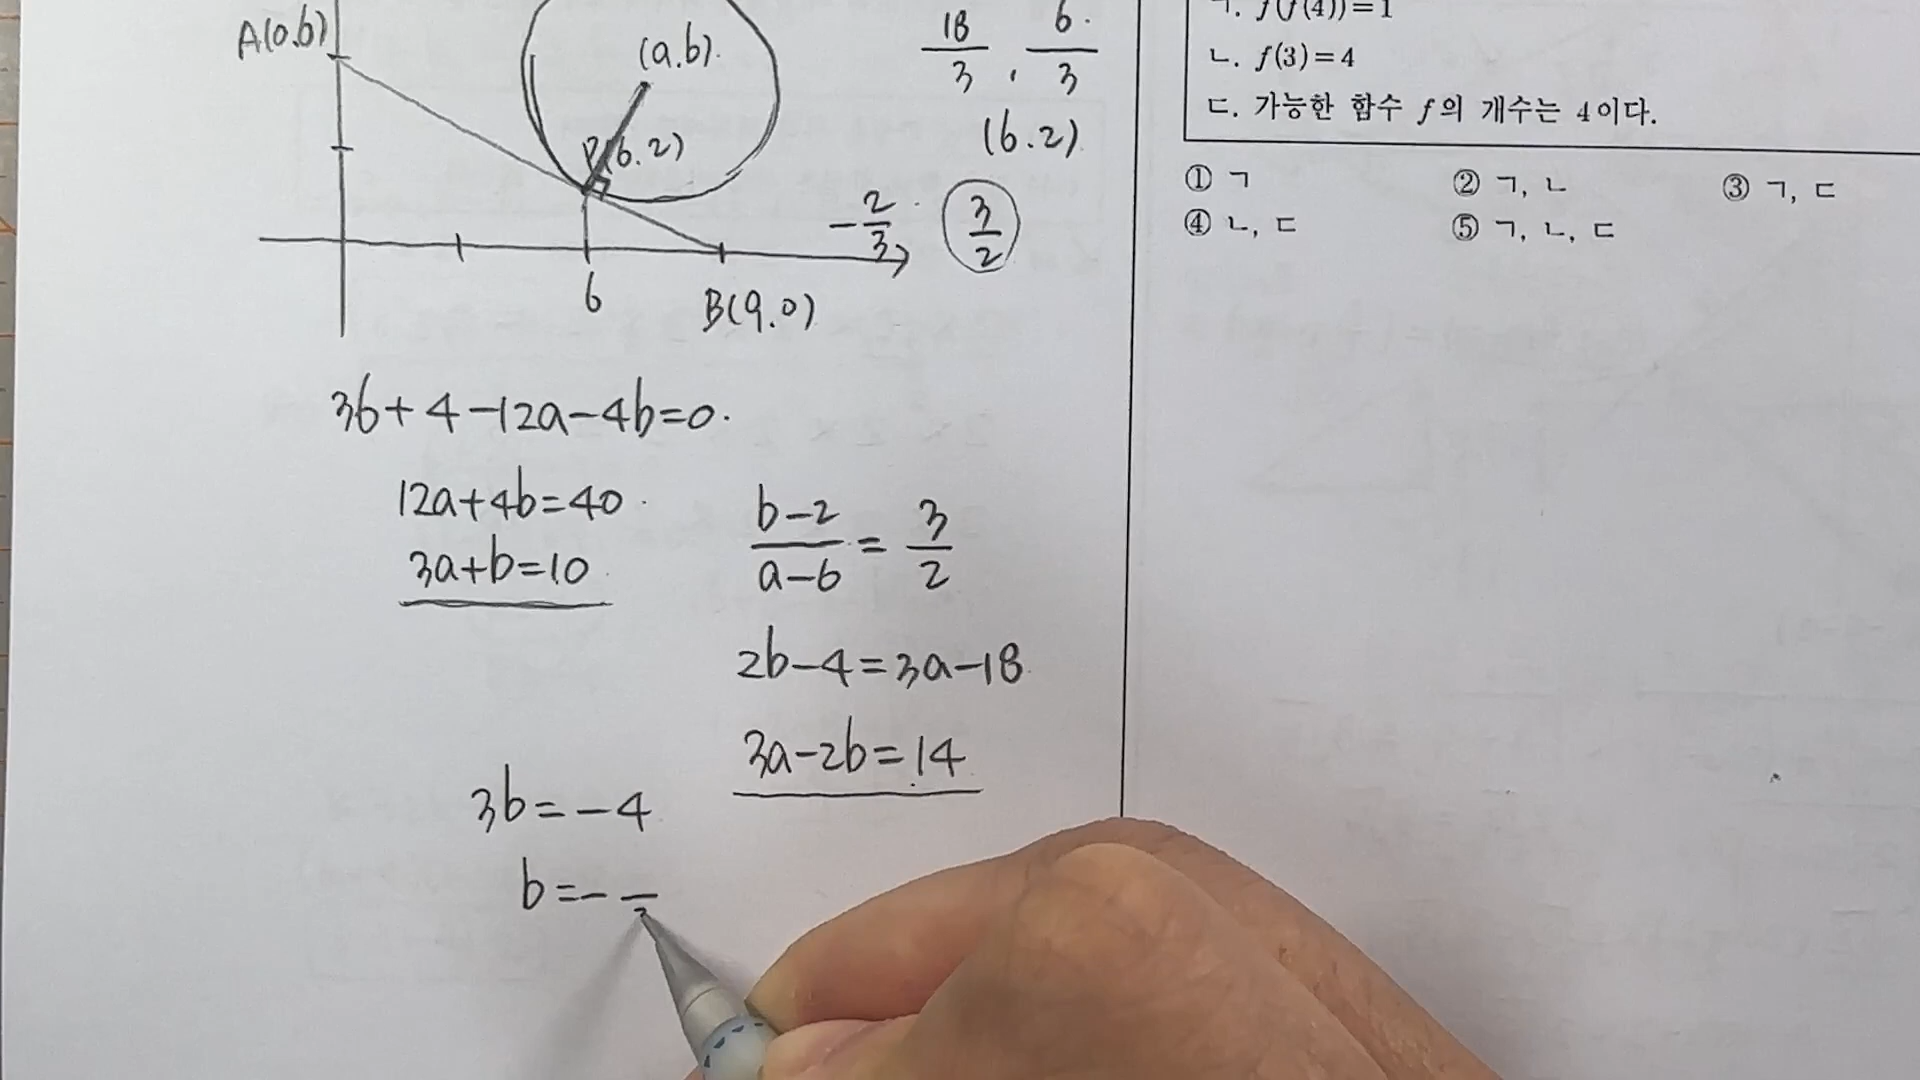 A(0.6)
(a.b).
P(6.2)
6
B(9.0)
18/3 , 6/3
(6.2)
-2/3 . 3/2
3b+4-12a-4b=0.
12a+4b=40
3a+b=10
b-2/a-6 = 3/2
2b-4=3a-18
3a-2b=14
3b=-4
b=-
ㄱ. f(f(4))=1
ㄴ. f(3)=4
ㄷ. 가능한 함수 f의 개수는 4이다.
① ㄱ ② ㄱ, ㄴ ③ ㄱ, ㄷ
④ ㄴ, ㄷ ⑤ ㄱ, ㄴ, ㄷ